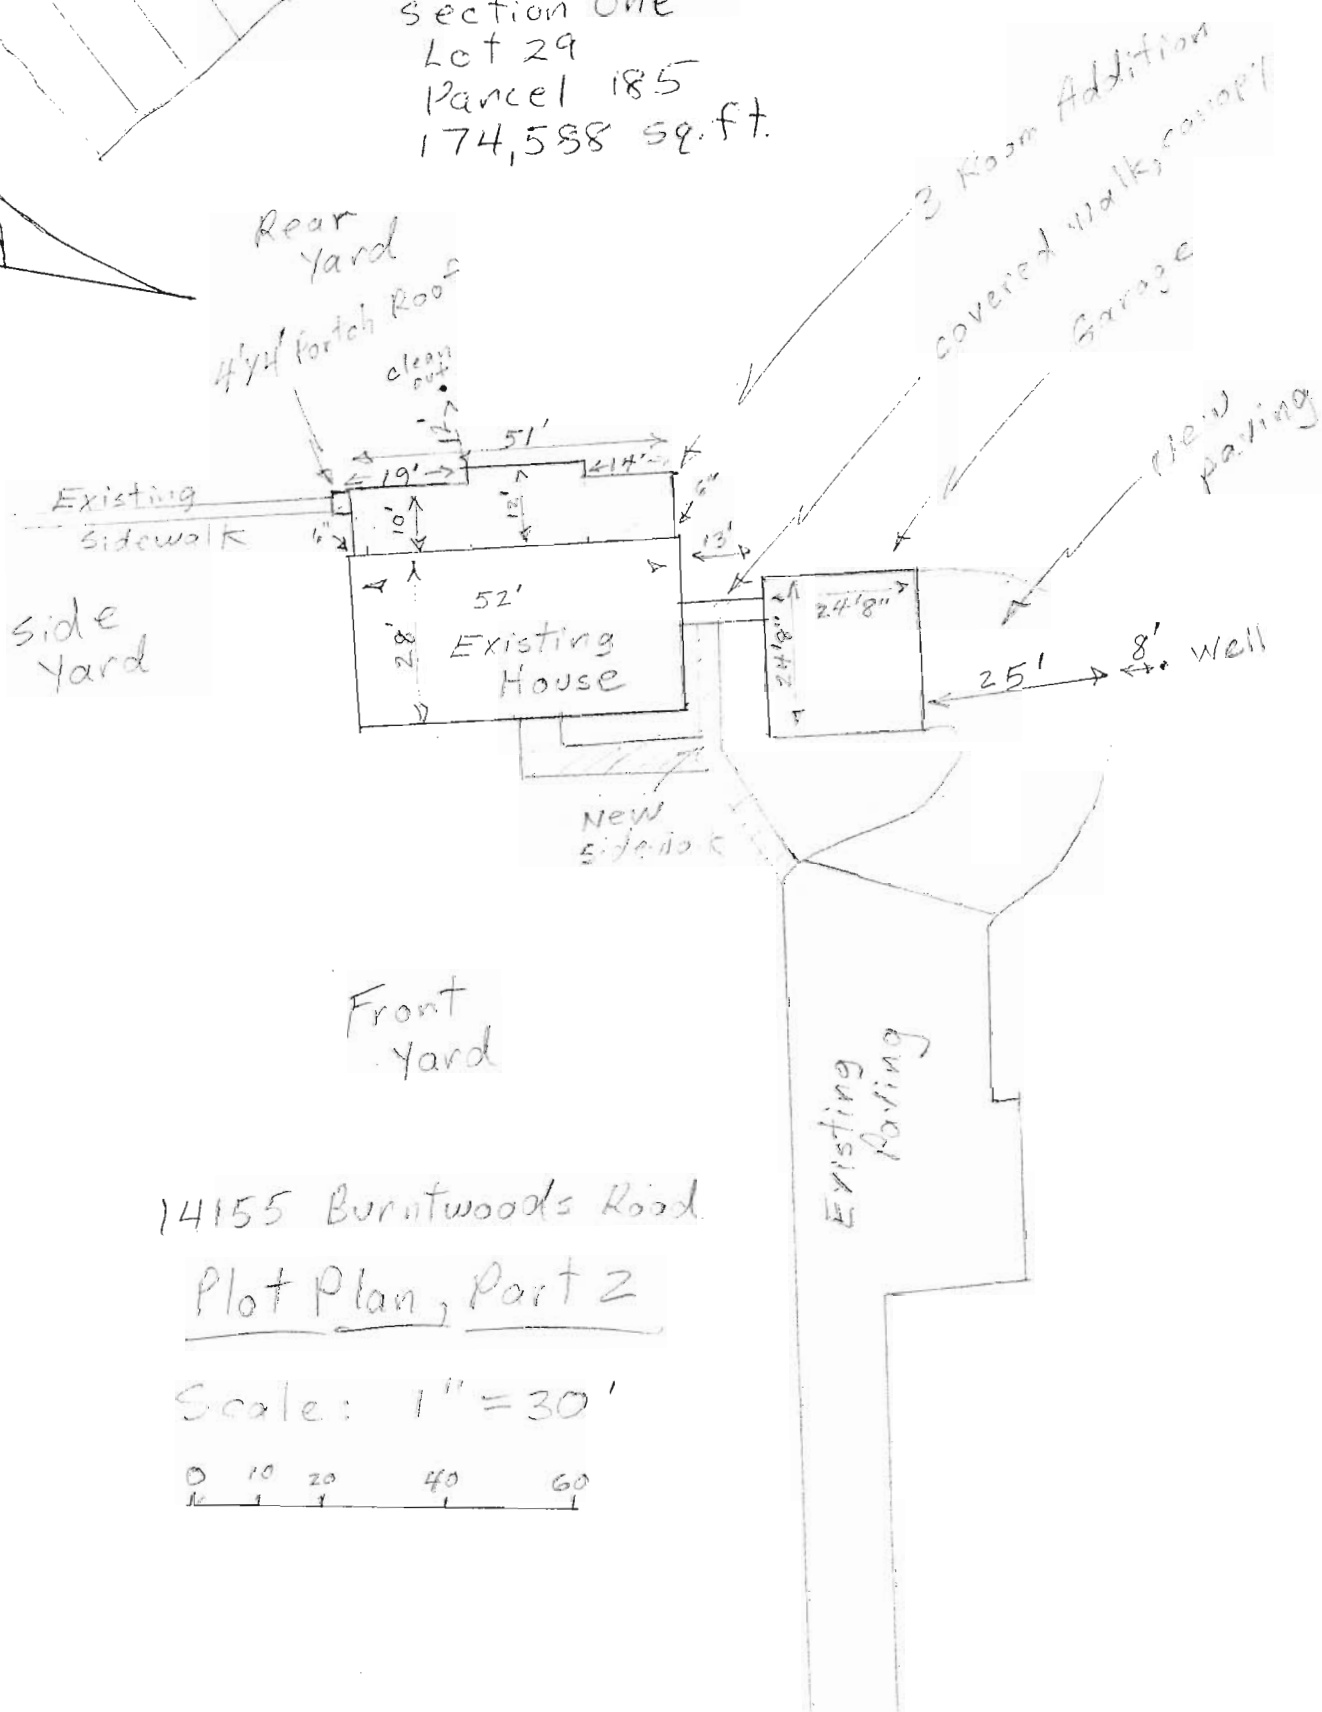 Section One
Lot 29
Parcel 185
174,588 sq.ft.
3 Room Addition
covered walk, canopy
Garage
New
paving
Rear
Yard
4'x4' Portch Roof
clean
out
12'
51'
19'
14'
Existing
Sidewalk
6"
10'
12'
6"
13'
52'
28'
Existing
House
24'8"
24'8"
25'
8'
Well
Side
Yard
New
sidewalk
Front
Yard
Existing
Paving
14155 Burntwoods Road
Plot Plan, Part 2
Scale: 1" = 30'
0 10 20 40 60